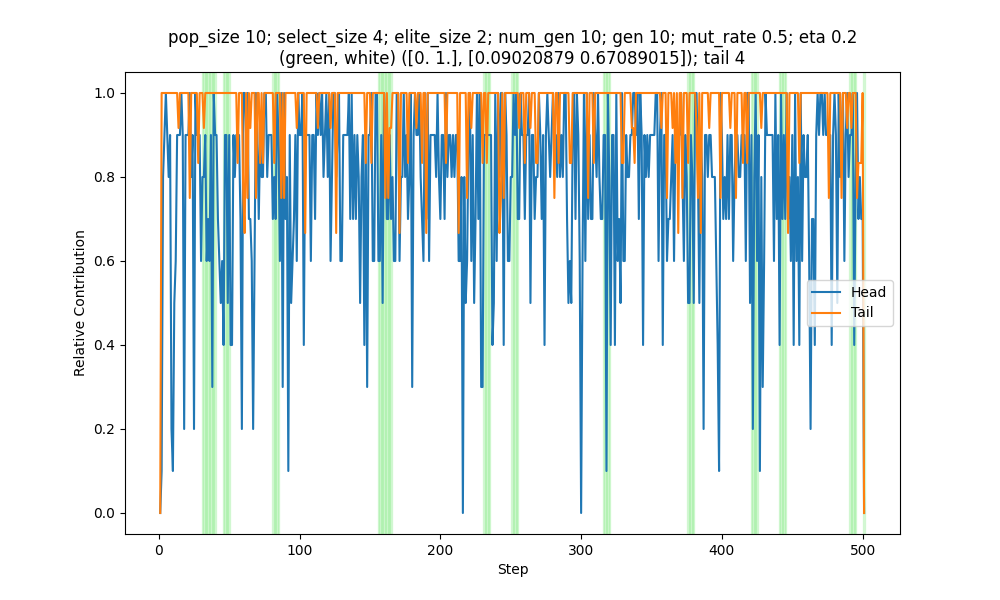 pop_size 10; select_size 4; elite_size 2; num_gen 10; gen 10; mut_rate 0.5; eta 0.2
(green, white) ([0. 1.], [0.09020879 0.67089015]); tail 4
1.0
0.8
0.6
0.4
0.2
0.0
Relative Contribution
Head
Tail
0
100
200
300
400
500
Step